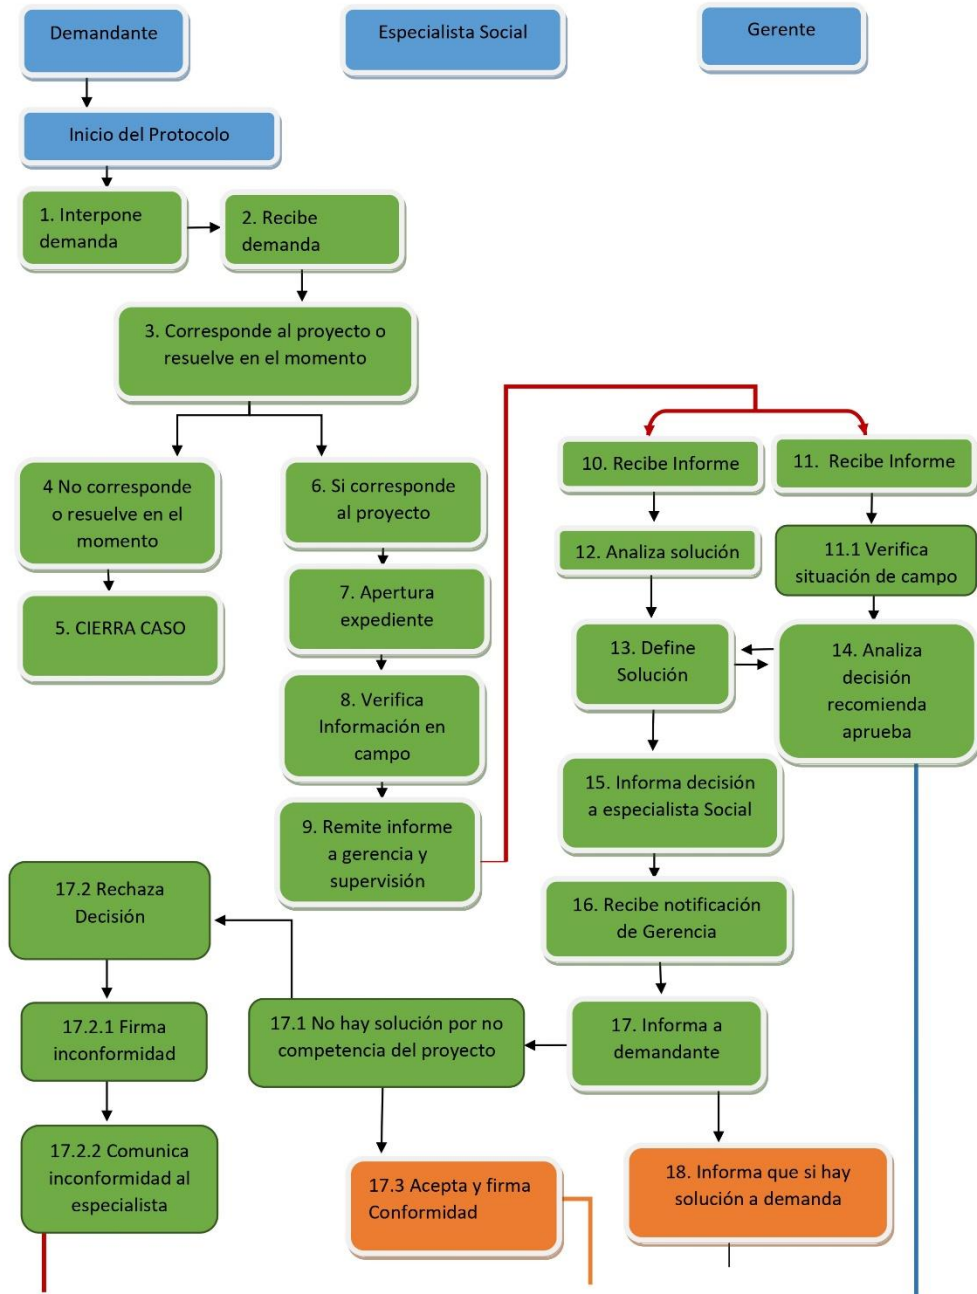 Demandante
Especialista Social
Gerente
Inicio del Protocolo
1. Interpone
demanda
2. Recibe
demanda
3. Corresponde al proyecto o
resuelve en el momento
4 No corresponde
o resuelve en el
momento
5. CIERRA CASO
6. Si corresponde
al proyecto
7. Apertura
expediente
8. Verifica
Información en
campo
9. Remite informe
a gerencia y
supervisión
10. Recibe Informe
11. Recibe Informe
12. Analiza solución
11.1 Verifica
situación de campo
13. Define
Solución
14. Analiza
decisión
recomienda
aprueba
15. Informa decisión
a especialista Social
16. Recibe notificación
de Gerencia
17. Informa a
demandante
17.1 No hay solución por no
competencia del proyecto
17.2 Rechaza
Decisión
17.2.1 Firma
inconformidad
17.2.2 Comunica
inconformidad al
especialista
17.3 Acepta y firma
Conformidad
18. Informa que si hay
solución a demanda